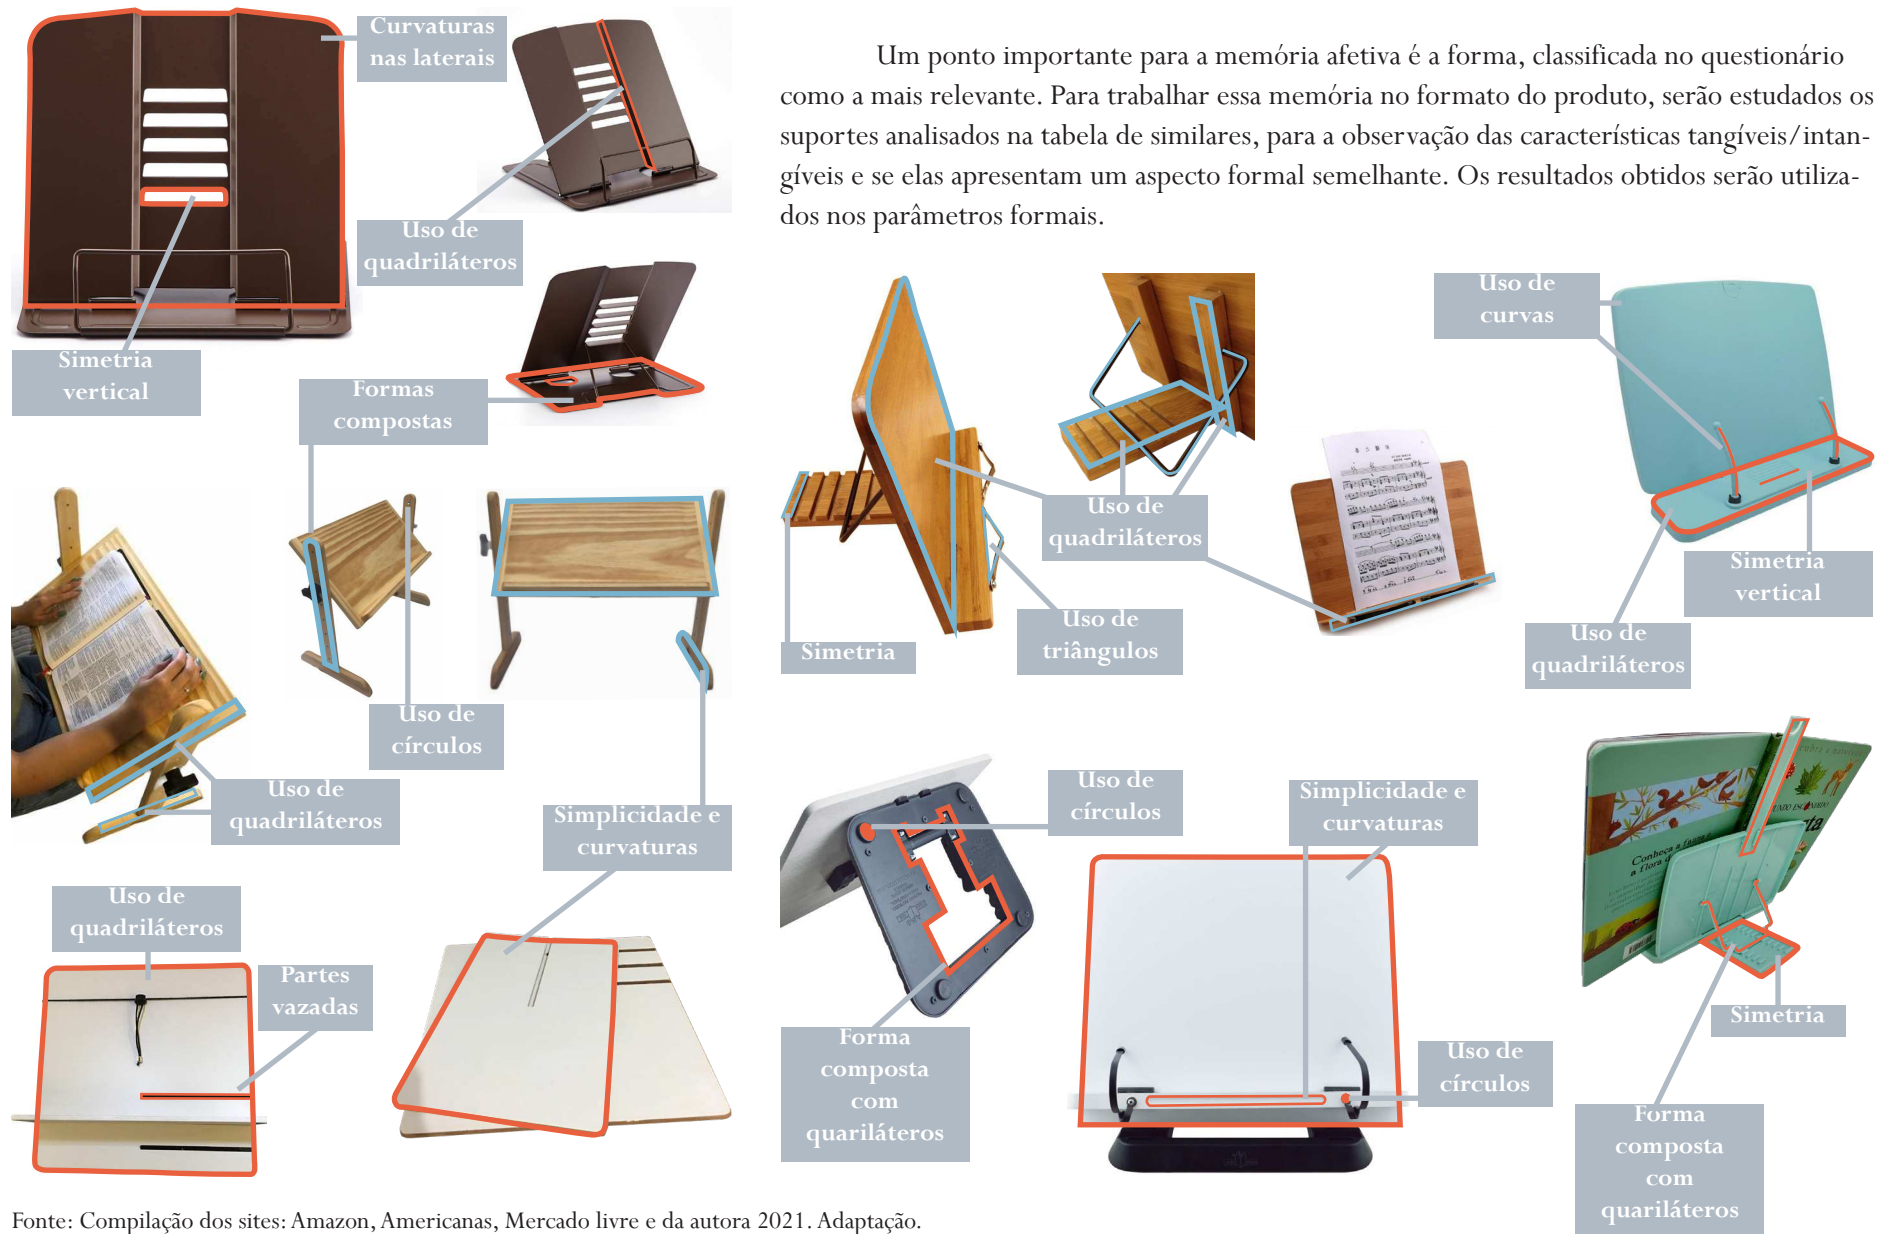 Curvaturas
nas laterais
Um ponto importante para a memória afetiva é a forma, classificada no questionário
como a mais relevante. Para trabalhar essa memória no formato do produto, serão estudados os
suportes analisados na tabela de similares, para a observação das características tangíveis/intan-
gíveis e se elas apresentam um aspecto formal semelhante. Os resultados obtidos serão utiliza-
dos nos parâmetros formais.
Uso de
quadriláteros
Simetria
vertical
Formas
compostas
Uso de
curvas
Uso de
quadriláteros
Simetria
vertical
Uso de
triângulos
Simetria
Uso de
quadriláteros
Uso de
círculos
Uso de
quadriláteros
Simplicidade e
curvaturas
Uso de
círculos
Simplicidade e
curvaturas
Conheça a fauna
a flora d
MUNDO ESCONDIDO
sta
Uso de
quadriláteros
Partes
vazadas
Simetria
Forma
composta
com
quariláteros
Uso de
círculos
Forma
composta
com
quariláteros
Fonte: Compilação dos sites: Amazon, Americanas, Mercado livre e da autora 2021. Adaptação.